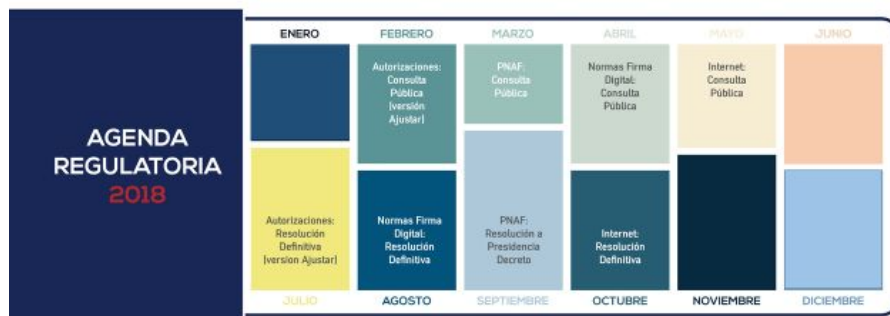 AGENDA
REGULATORIA
2018
ENERO
FEBRERO
MARZO
ABRIL
MAYO
JUNIO
Autorizaciones:
Consulta
Pública
(versión
Ajustar)
PNAF:
Consulta
Pública
Normas Firma
Digital:
Consulta
Pública
Internet:
Consulta
Pública
Autorizaciones:
Resolución
Definitiva
(version Ajustar)
Normas Firma
Digital:
Resolución
Definitiva
PNAF:
Resolución a
Presidencia
Decreto
Internet:
Resolución
Definitiva
JULIO
AGOSTO
SEPTIEMBRE
OCTUBRE
NOVIEMBRE
DICIEMBRE